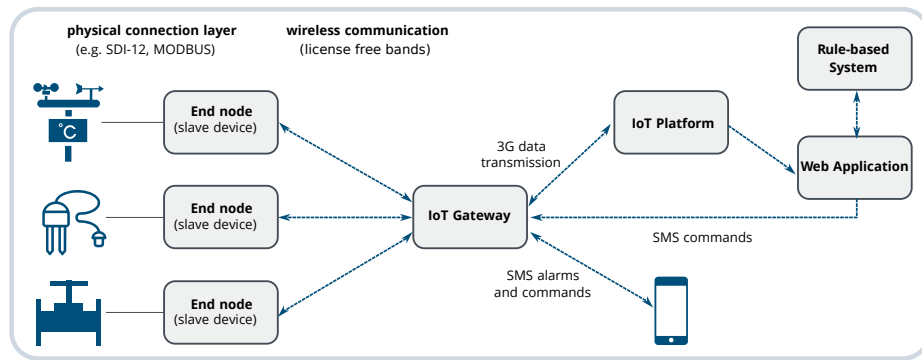 physical connection layer
(e.g. SDI-12, MODBUS)
wireless communication
(license free bands)
Rule-based
System
°C
End node
(slave device)
IoT Platform
3G data
transmission
Web Application
End node
(slave device)
IoT Gateway
SMS commands
SMS alarms
and commands
End node
(slave device)